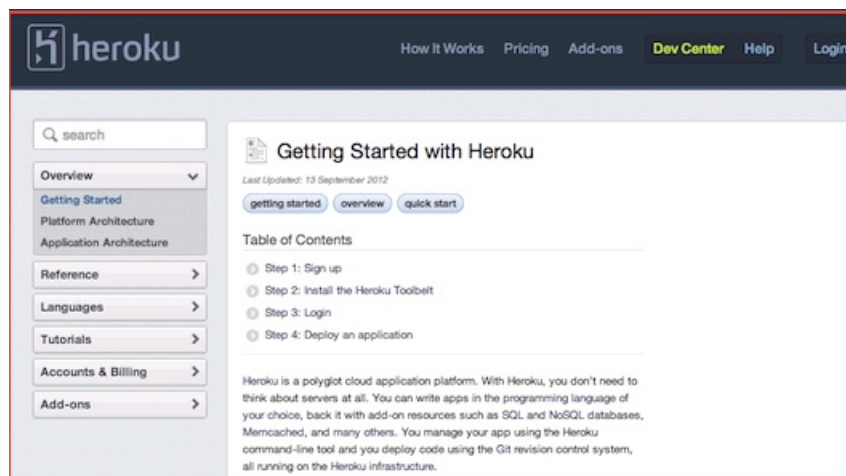 heroku
How It Works Pricing Add-ons Dev Center Help Login
search
Overview
Getting Started
Platform Architecture
Application Architecture
Reference
Languages
Tutorials
Accounts & Billing
Add-ons
Getting Started with Heroku
Last Updated: 13 September 2012
getting started overview quick start
Table of Contents
Step 1: Sign up
Step 2: Install the Heroku Toolbelt
Step 3: Login
Step 4: Deploy an application
Heroku is a polyglot cloud application platform. With Heroku, you don't need to
think about servers at all. You can write apps in the programming language of
your choice, back it with add-on resources such as SQL and NoSQL databases,
Memcached, and many others. You manage your app using the Heroku
command-line tool and you deploy code using the Git revision control system,
all running on the Heroku infrastructure.